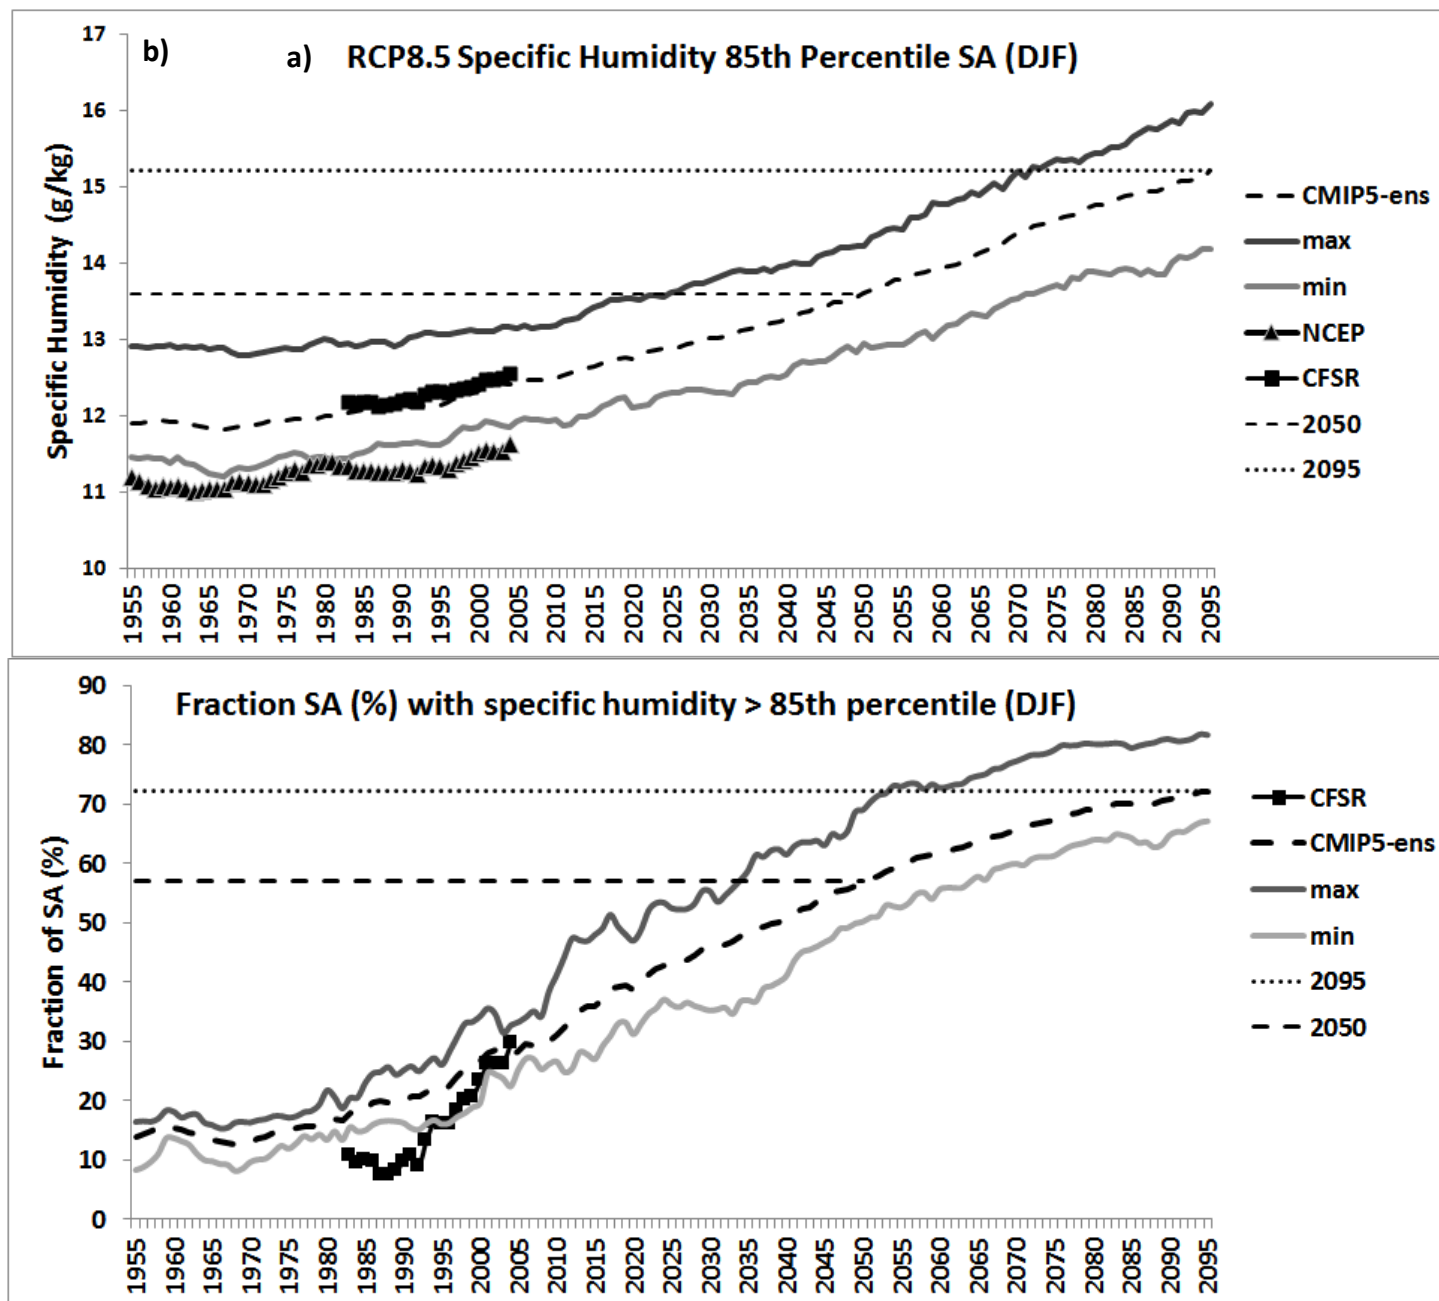 b) a) RCP8.5 Specific Humidity 85th Percentile SA (DJF)
Specific Humidity (g/kg)
17
16
15
14
13
12
11
10
1955 1960 1965 1970 1975 1980 1985 1990 1995 2000 2005 2010 2015 2020 2025 2030 2035 2040 2045 2050 2055 2060 2065 2070 2075 2080 2085 2090 2095
CMIP5-ens
max
min
NCEP
CFSR
2050
2095
Fraction SA (%) with specific humidity > 85th percentile (DJF)
Fraction of SA (%)
90
80
70
60
50
40
30
20
10
0
1955 1960 1965 1970 1975 1980 1985 1990 1995 2000 2005 2010 2015 2020 2025 2030 2035 2040 2045 2050 2055 2060 2065 2070 2075 2080 2085 2090 2095
CFSR
CMIP5-ens
max
min
2095
2050